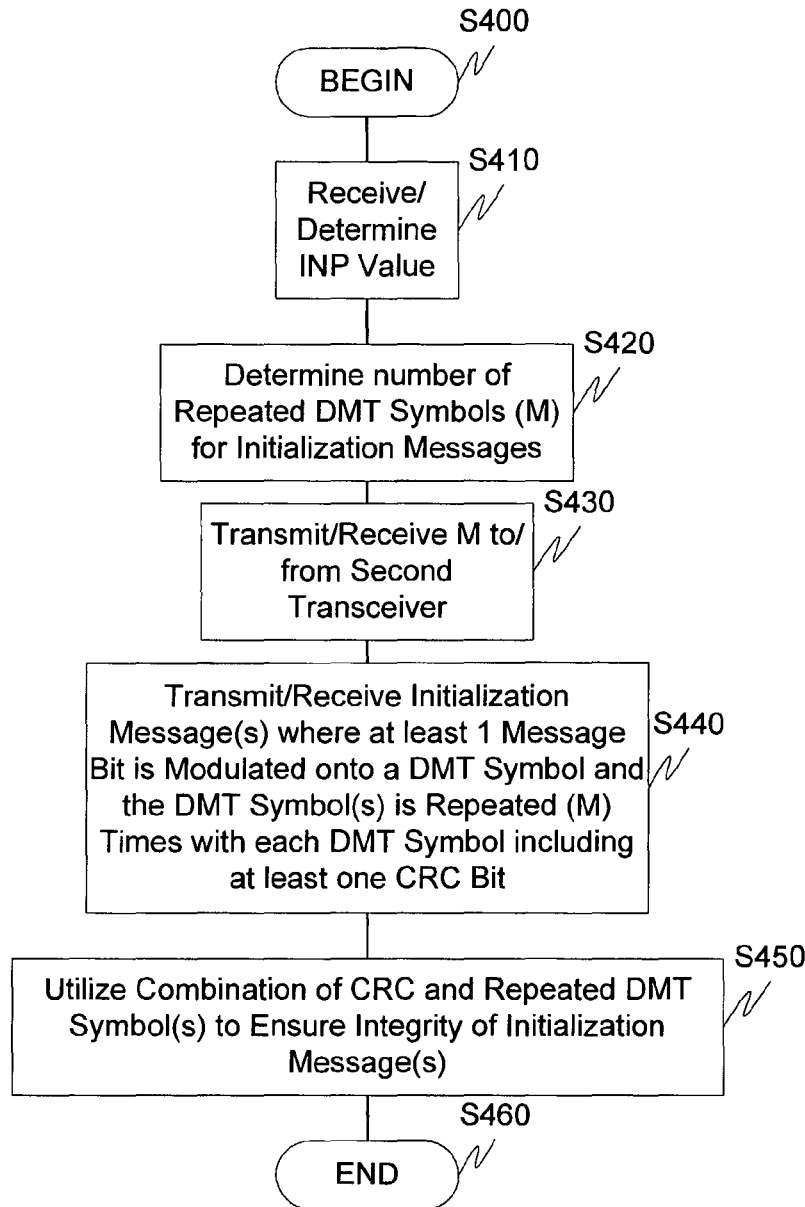 S400
BEGIN
S410
Receive/
Determine
INP Value
S420
Determine number of
Repeated DMT Symbols (M)
for Initialization Messages
S430
Transmit/Receive M to/
from Second
Transceiver
S440
Transmit/Receive Initialization
Message(s) where at least 1 Message
Bit is Modulated onto a DMT Symbol and
the DMT Symbol(s) is Repeated (M)
Times with each DMT Symbol including
at least one CRC Bit
S450
Utilize Combination of CRC and Repeated DMT
Symbol(s) to Ensure Integrity of Initialization
Message(s)
S460
END